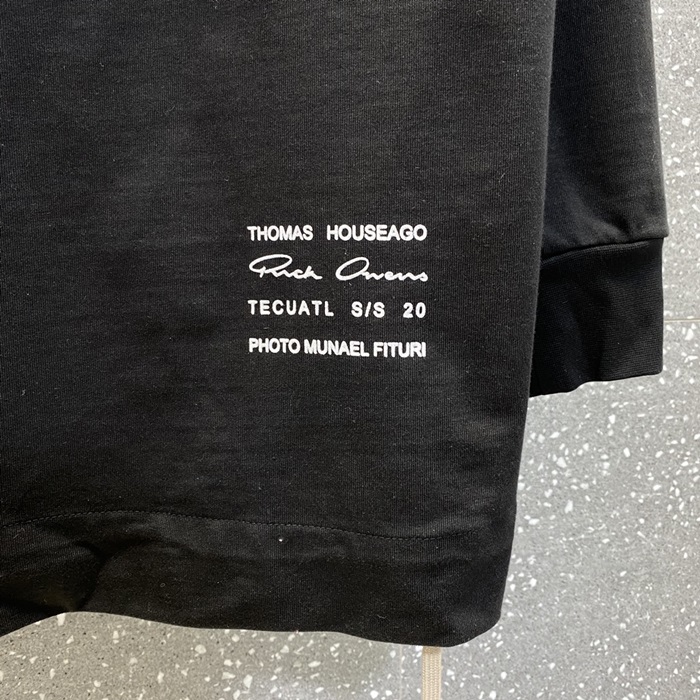 THOMAS HOUSEAGO
Rick Owens
TECUATL S/S 20
PHOTO MUNAEL FITURI